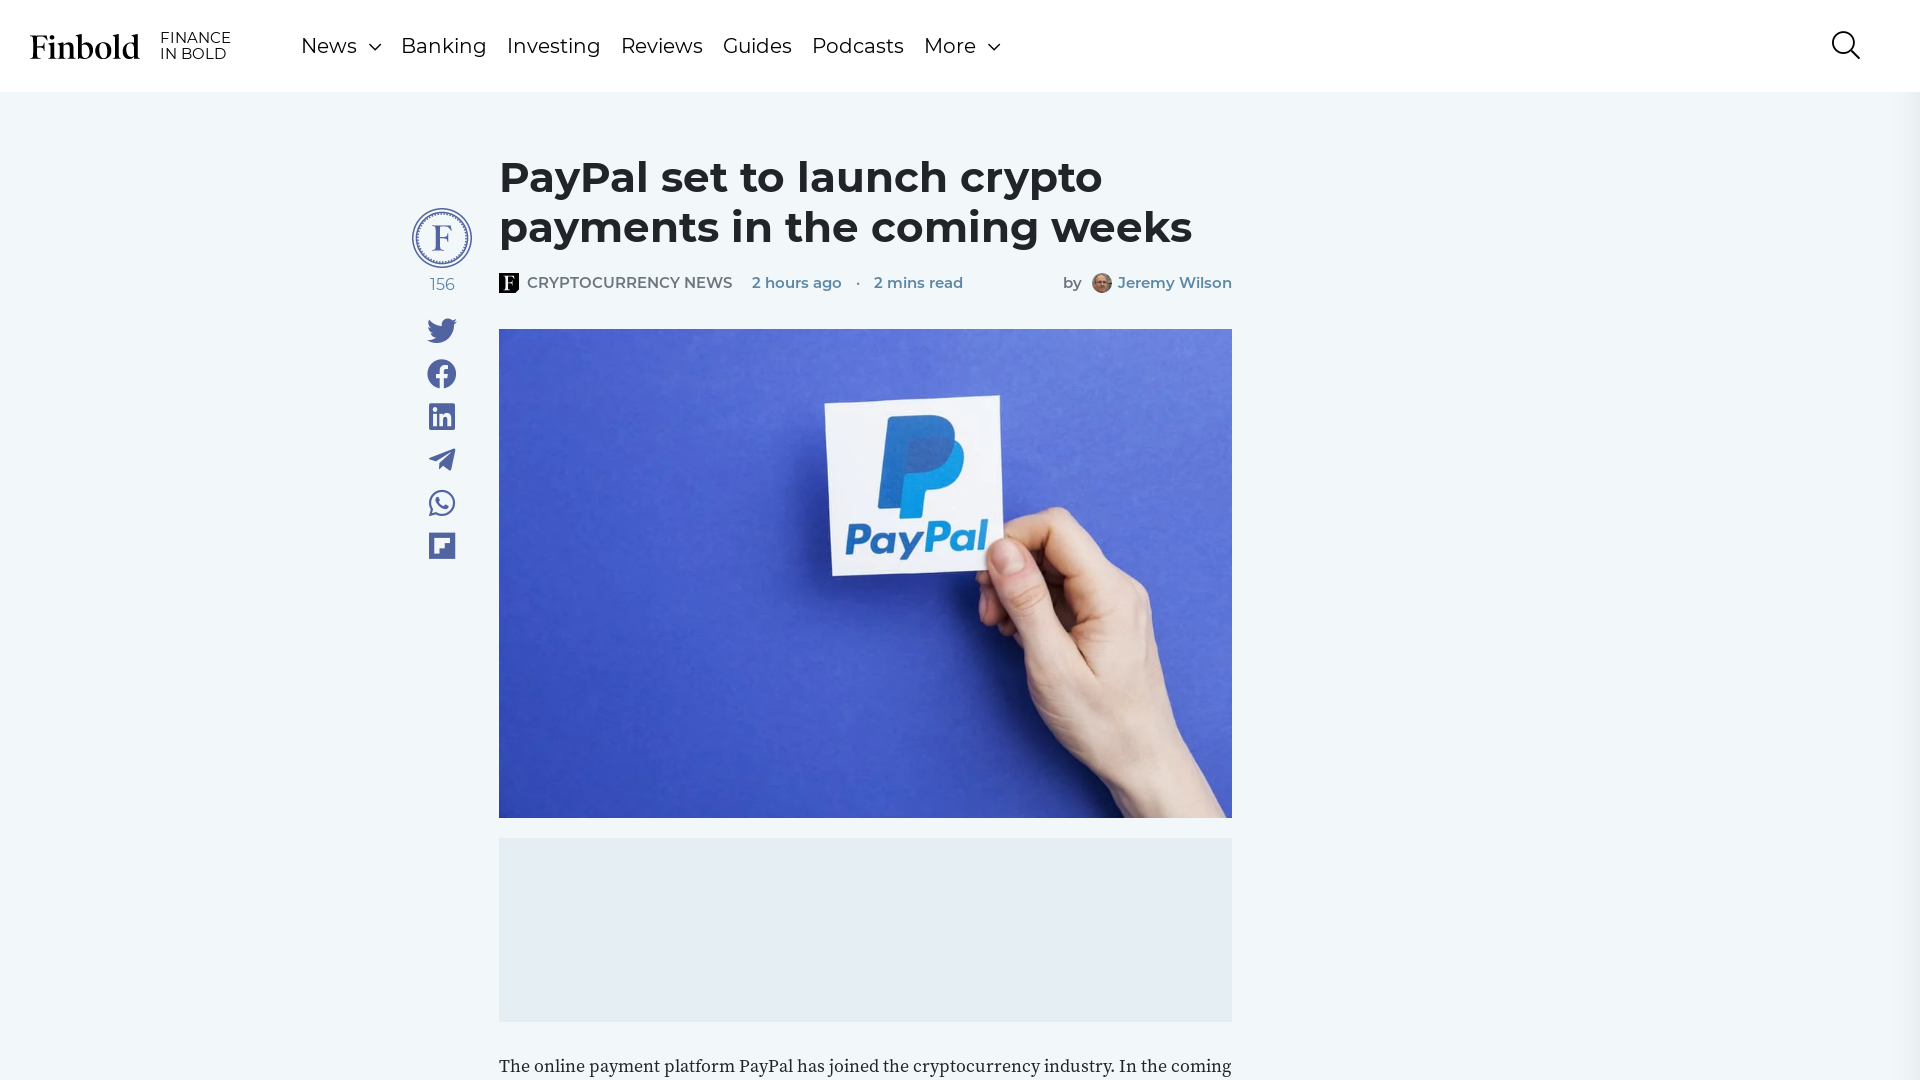 Finbold
FINANCE
IN BOLD
News
Banking
Investing
Reviews
Guides
Podcasts
More
PayPal set to launch crypto
payments in the coming weeks
F
156
F CRYPTOCURRENCY NEWS 2 hours ago · 2 mins read by Jeremy Wilson
PayPal
The online payment platform PayPal has joined the cryptocurrency industry. In the coming